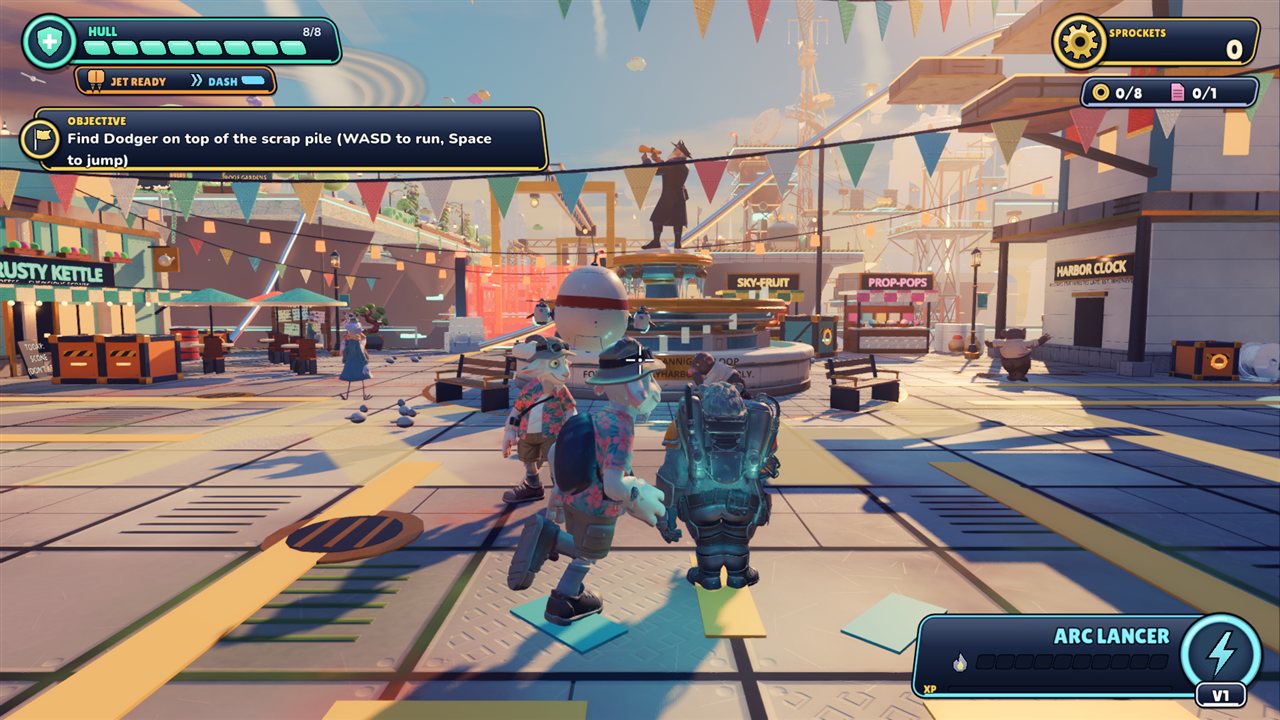 HULL
8/8
JET READY
DASH
OBJECTIVE
Find Dodger on top of the scrap pile (WASD to run, Space
to jump)
SPROCKETS
0
0/8
0/1
RUSTY KETTLE
SKY-FRUIT
PROP-POPS
HARBOR CLOCK
TODAY
SCONE
ARC LANCER
XP
V1